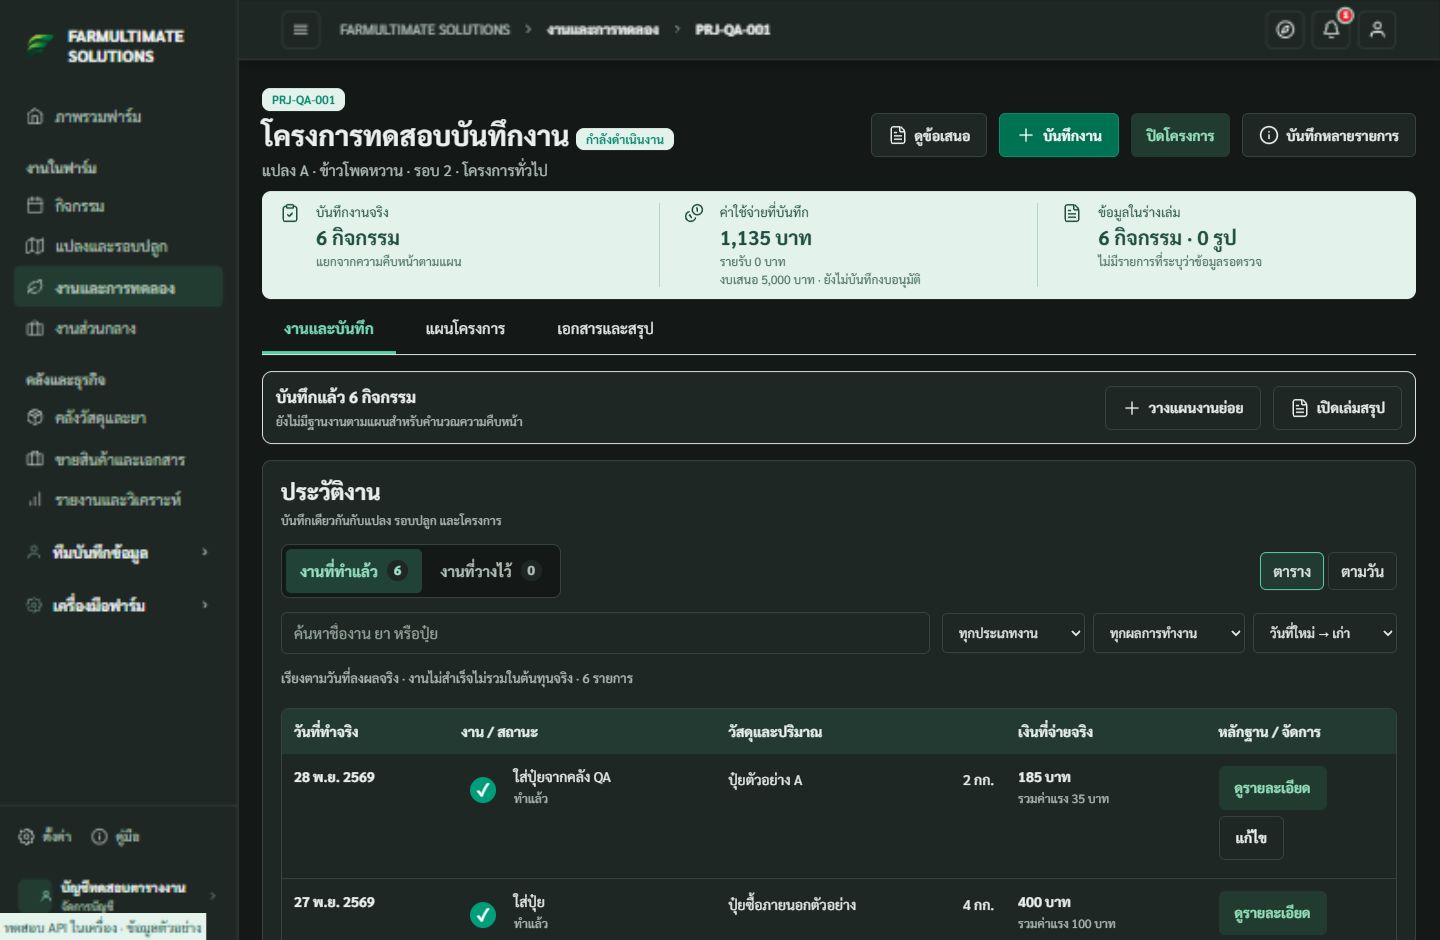 FARMULTIMATE
SOLUTIONS
ภาพรวมฟาร์ม
งานในฟาร์ม
กิจกรรม
แปลงและรอบปลูก
งานและการทดลอง
งานส่วนกลาง
คลังและธุรกิจ
คลังวัสดุและยา
ขายสินค้าและเอกสาร
รายงานและวิเคราะห์
ทีมบันทึกข้อมูล
เครื่องมือฟาร์ม
ตั้งค่า คู่มือ
บัญชีทดสอบตารางงาน
จัดการบัญชี
ทดสอบ API ในเครื่อง · ข้อมูลตัวอย่าง
FARMULTIMATE SOLUTIONS > งานและการทดลอง > PRJ-QA-001
PRJ-QA-001
โครงการทดสอบบันทึกงาน กำลังดำเนินงาน
แปลง A · ข้าวโพดหวาน · รอบ 2 · โครงการทั่วไป
ดูข้อเสนอ บันทึกงาน ปิดโครงการ บันทึกหลายรายการ
บันทึกงานจริง
6 กิจกรรม
แยกจากความคืบหน้าตามแผน
ค่าใช้จ่ายที่บันทึก
1,135 บาท
รายรับ 0 บาท
งบเสนอ 5,000 บาท · ยังไม่บันทึกงบอนุมัติ
ข้อมูลในร่างเล่ม
6 กิจกรรม · 0 รูป
ไม่มีรายการที่ระบุว่าข้อมูลรอตรวจ
งานและบันทึก แผนโครงการ เอกสารและสรุป
บันทึกแล้ว 6 กิจกรรม
ยังไม่มีฐานงานตามแผนสำหรับคำนวณความคืบหน้า
วางแผนงานย่อย เปิดเล่มสรุป
ประวัติงาน
บันทึกเดียวกันกับแปลง รอบปลูก และโครงการ
งานที่ทำแล้ว 6 งานที่วางไว้ 0
ตาราง ตามวัน
ค้นหาชื่องาน ยา หรือปุ๋ย ทุกประเภทงาน ทุกผลการทำงาน วันที่ใหม่ → เก่า
เรียงตามวันที่ลงผลจริง · งานไม่สำเร็จไม่รวมในต้นทุนจริง · 6 รายการ
วันที่ทำจริง งาน / สถานะ วัสดุและปริมาณ เงินที่จ่ายจริง หลักฐาน / จัดการ
28 พ.ย. 2569 ใส่ปุ๋ยจากคลัง QA ปุ๋ยตัวอย่าง A 2 กก. 185 บาท ดูรายละเอียด
ทำแล้ว รวมค่าแรง 35 บาท
แก้ไข
27 พ.ย. 2569 ใส่ปุ๋ย ปุ๋ยซื้อภายนอกตัวอย่าง 4 กก. 400 บาท ดูรายละเอียด
ทำแล้ว รวมค่าแรง 100 บาท